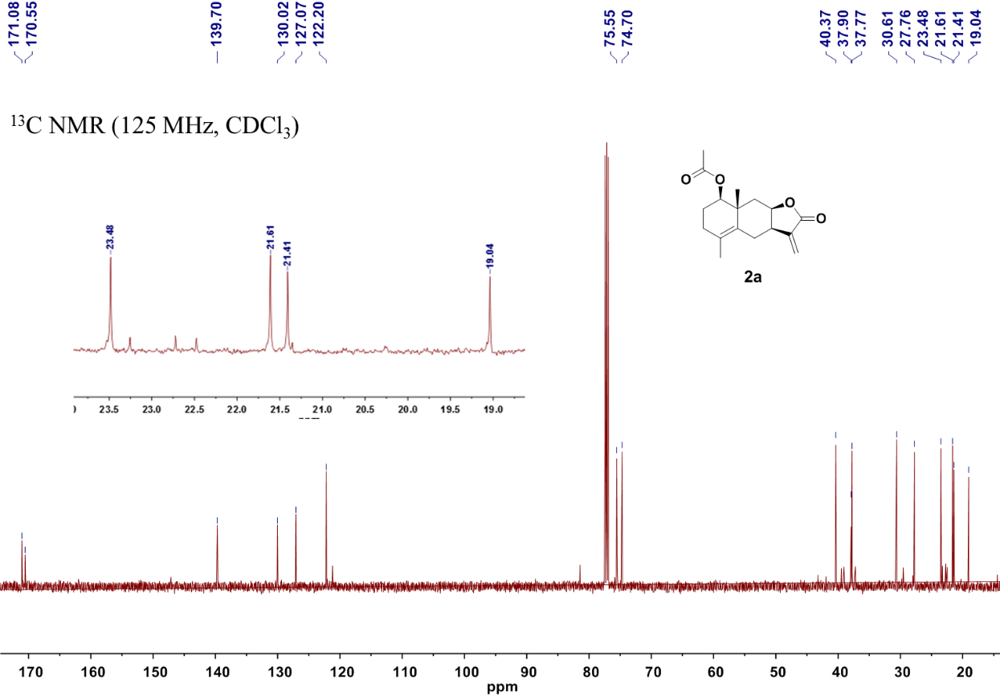 171.08
170.55
139.70
130.02
127.07
122.20
75.55
74.70
40.37
37.90
37.77
30.61
27.76
23.48
21.61
21.41
19.04
¹³C NMR (125 MHz, CDCl₃)
O
O
O
O
2a
23.48
21.61
21.41
19.04
23.5 23.0 22.5 22.0 21.5 21.0 20.5 20.0 19.5 19.0
170 160 150 140 130 120 110 100 90 80 70 60 50 40 30 20
ppm